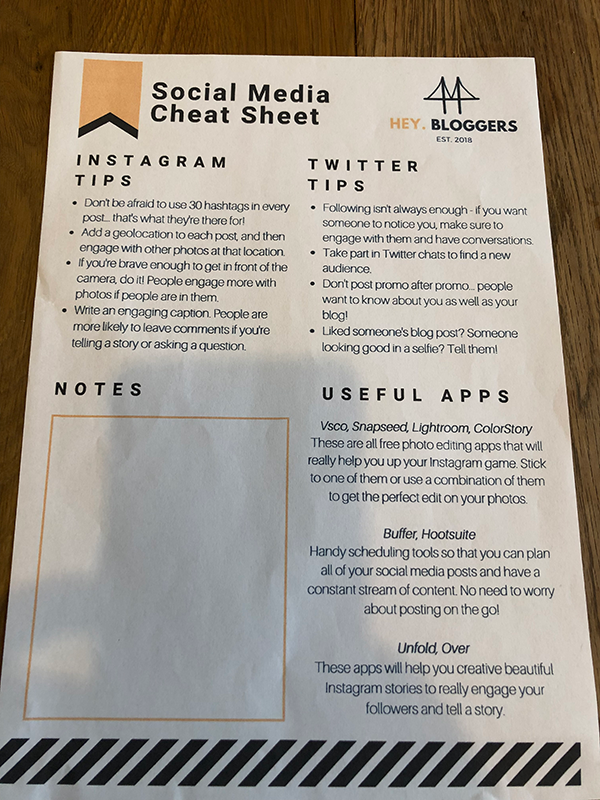 Social Media
Cheat Sheet
HEY. BLOGGERS
EST. 2018
INSTAGRAM
TIPS
• Don't be afraid to use 30 hashtags in every
post... that's what they're there for!
• Add a geolocation to each post, and then
engage with other photos at that location.
• If you're brave enough to get in front of the
camera, do it! People engage more with
photos if people are in them.
• Write an engaging caption. People are
more likely to leave comments if you're
telling a story or asking a question.
TWITTER
TIPS
• Following isn't always enough - if you want
someone to notice you, make sure to
engage with them and have conversations.
• Take part in Twitter chats to find a new
audience.
• Don't post promo after promo... people
want to know about you as well as your
blog!
• Liked someone's blog post? Someone
looking good in a selfie? Tell them!
NOTES
USEFUL APPS
Vsco, Snapseed, Lightroom, ColorStory
These are all free photo editing apps that will
really help you up your Instagram game. Stick
to one of them or use a combination of them
to get the perfect edit on your photos.
Buffer, Hootsuite
Handy scheduling tools so that you can plan
all of your social media posts and have a
constant stream of content. No need to worry
about posting on the go!
Unfold, Over
These apps will help you creative beautiful
Instagram stories to really engage your
followers and tell a story.